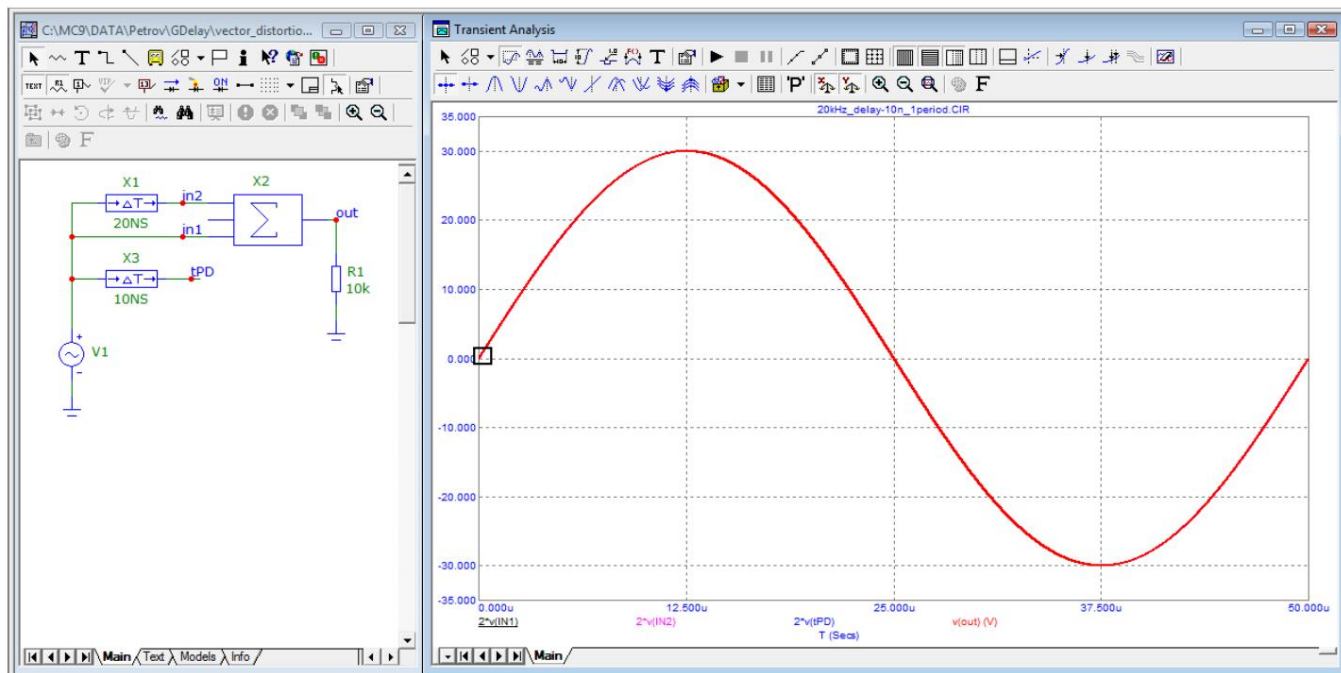 C:\MC9\DATA\Petrov\GDelay\vector_distortio...
TEXT
F
X1
ΔT
20NS
in2
X2
Σ
out
in1
X3
ΔT
10NS
tPD
R1
10k
V1
+
-
Main Text Models Info
Transient Analysis
T
'P'
F
20kHz_delay-10n_1period.CIR
35.000
30.000
20.000
10.000
0.000
-10.000
-20.000
-30.000
-35.000
0.000u 12.500u 25.000u 37.500u 50.000u
2*v(IN1) 2*v(IN2) 2*v(tPD) v(out) (V)
T (Secs)
Main